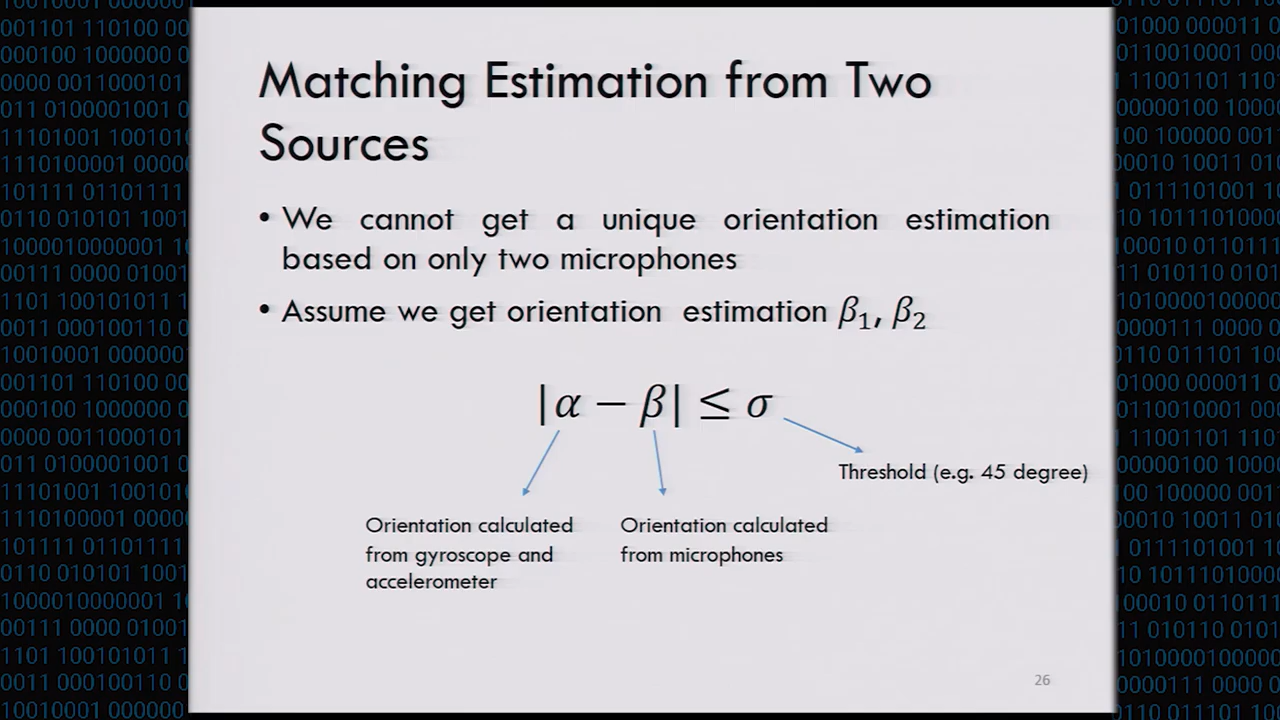 Matching Estimation from Two
Sources
• We cannot get a unique orientation estimation
based on only two microphones
• Assume we get orientation estimation β₁, β₂
|α − β| ≤ σ
Threshold (e.g. 45 degree)
Orientation calculated
from gyroscope and
accelerometer
Orientation calculated
from microphones
26